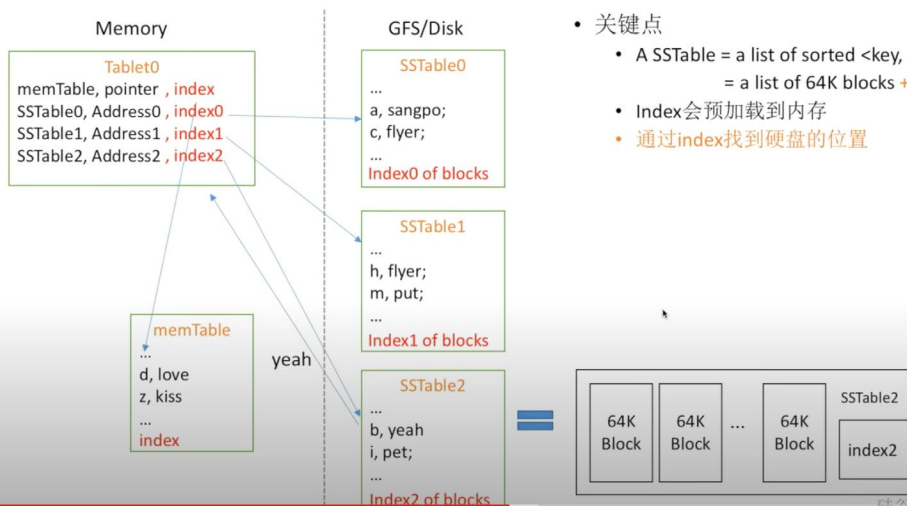 Memory
GFS/Disk
Tablet0
memTable, pointer , index
SSTable0, Address0 , index0
SSTable1, Address1 , index1
SSTable2, Address2 , index2
memTable
...
d, love
z, kiss
...
index
yeah
SSTable0
...
a, sangpo;
c, flyer;
...
Index0 of blocks
SSTable1
...
h, flyer;
m, put;
...
Index1 of blocks
SSTable2
...
b, yeah
i, pet;
...
Index2 of blocks
• 关键点
• A SSTable = a list of sorted <key,
= a list of 64K blocks +
• Index会预加载到内存
• 通过index找到硬盘的位置
64K Block
64K Block
...
64K Block
SSTable2
index2